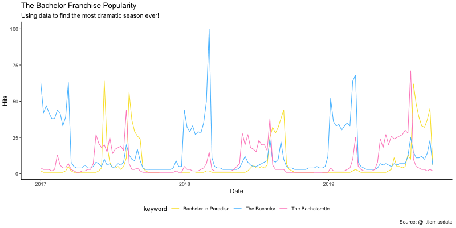 The Bachelor Franchise Popularity
Using data to find the most dramatic season ever!
100
75
50
25
0
Hits
2017
2018
2019
Date
keyword
Bachelor in Paradise
The Bachelor
The Bachelorette
Source: